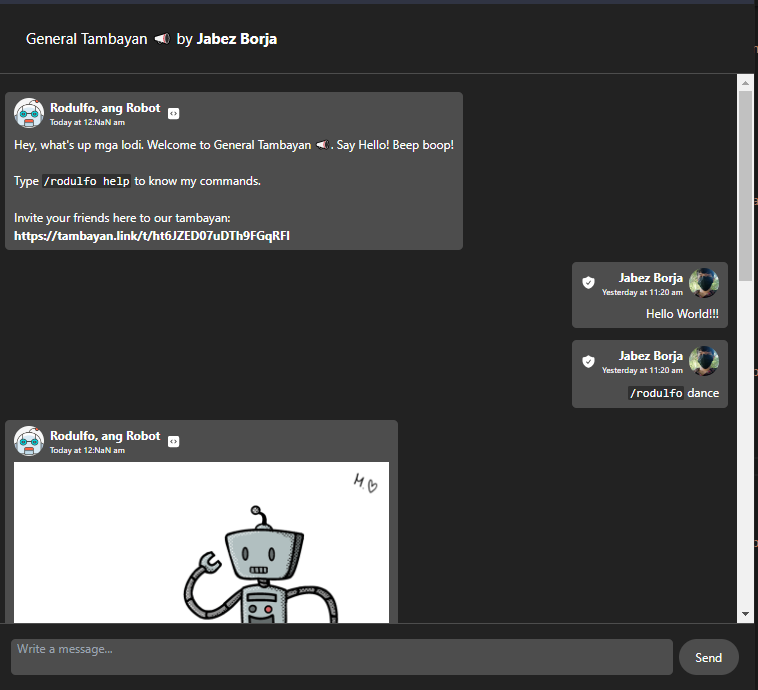 General Tambayan 📢 by Jabez Borja
Rodulfo, ang Robot
Today at 12:NaN am
Hey, what's up mga lodi. Welcome to General Tambayan 📢. Say Hello! Beep boop!
Type /rodulfo help to know my commands.
Invite your friends here to our tambayan:
https://tambayan.link/t/ht6JZED07uDTh9FGqRFl
Jabez Borja
Yesterday at 11:20 am
Hello World!!!
Jabez Borja
Yesterday at 11:20 am
/rodulfo dance
Rodulfo, ang Robot
Today at 12:NaN am
Write a message...
Send